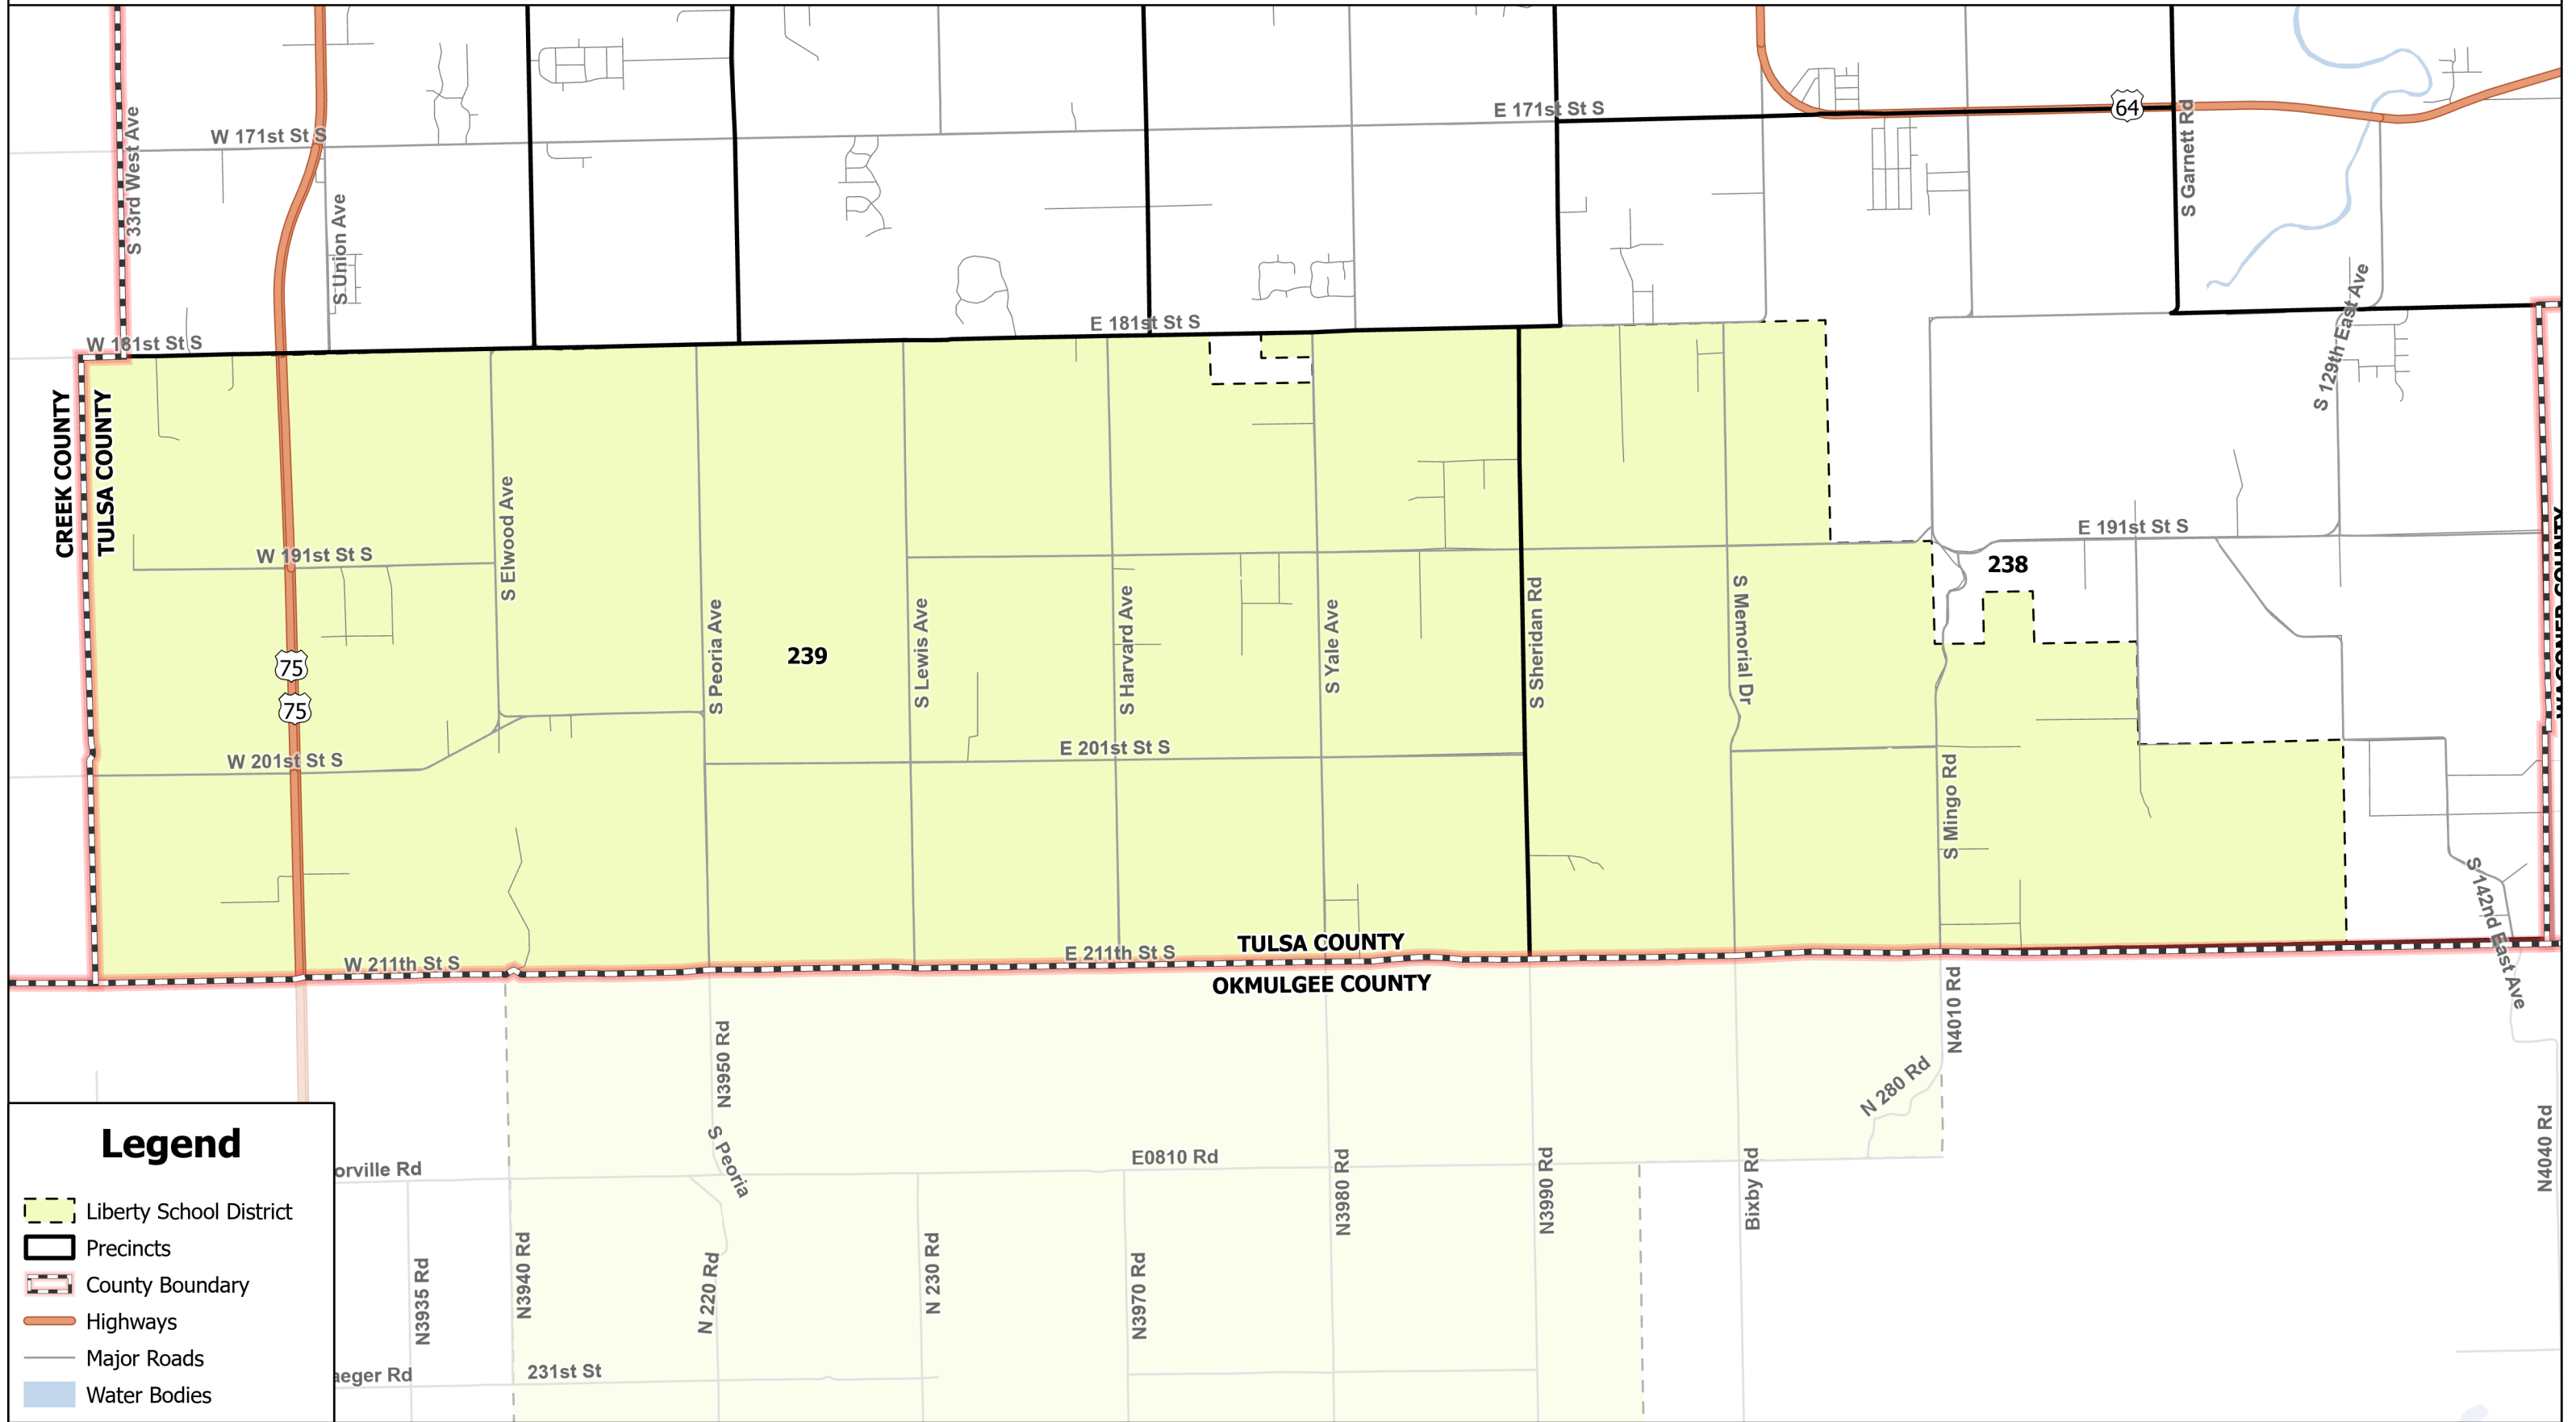 E 171st St S
64
W 171st St S
S 33rd West Ave
S Union Ave
S Garnett Rd
S 129th East Ave
E 181st St S
W 181st St S
CREEK COUNTY
TULSA COUNTY
S Elwood Ave
W 191st St S
E 191st St S
238
S Peoria Ave
239
S Lewis Ave
S Harvard Ave
S Yale Ave
S Sheridan Rd
S Memorial Dr
75
75
W 201st St S
E 201st St S
S Mingo Rd
S 142nd East Ave
TULSA COUNTY
W 211th St S
E 211th St S
OKMULGEE COUNTY
N3950 Rd
N4010 Rd
N 280 Rd
S Peoria
E0810 Rd
orville Rd
N3980 Rd
N3990 Rd
Bixby Rd
N4040 Rd
N3935 Rd
N3940 Rd
N 220 Rd
N 230 Rd
N3970 Rd
aeger Rd
231st St
Legend
Liberty School District
Precincts
County Boundary
Highways
Major Roads
Water Bodies